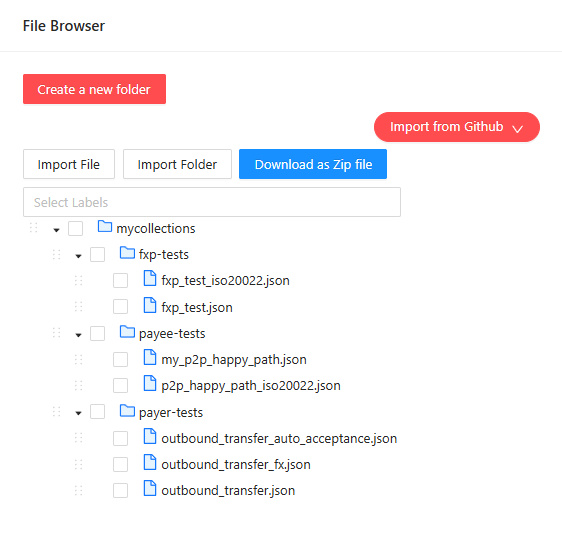 File Browser
Create a new folder
Import from Github
Import File Import Folder Download as Zip file
Select Labels
mycollections
fxp-tests
fxp_test_iso20022.json
fxp_test.json
payee-tests
my_p2p_happy_path.json
p2p_happy_path_iso20022.json
payer-tests
outbound_transfer_auto_acceptance.json
outbound_transfer_fx.json
outbound_transfer.json